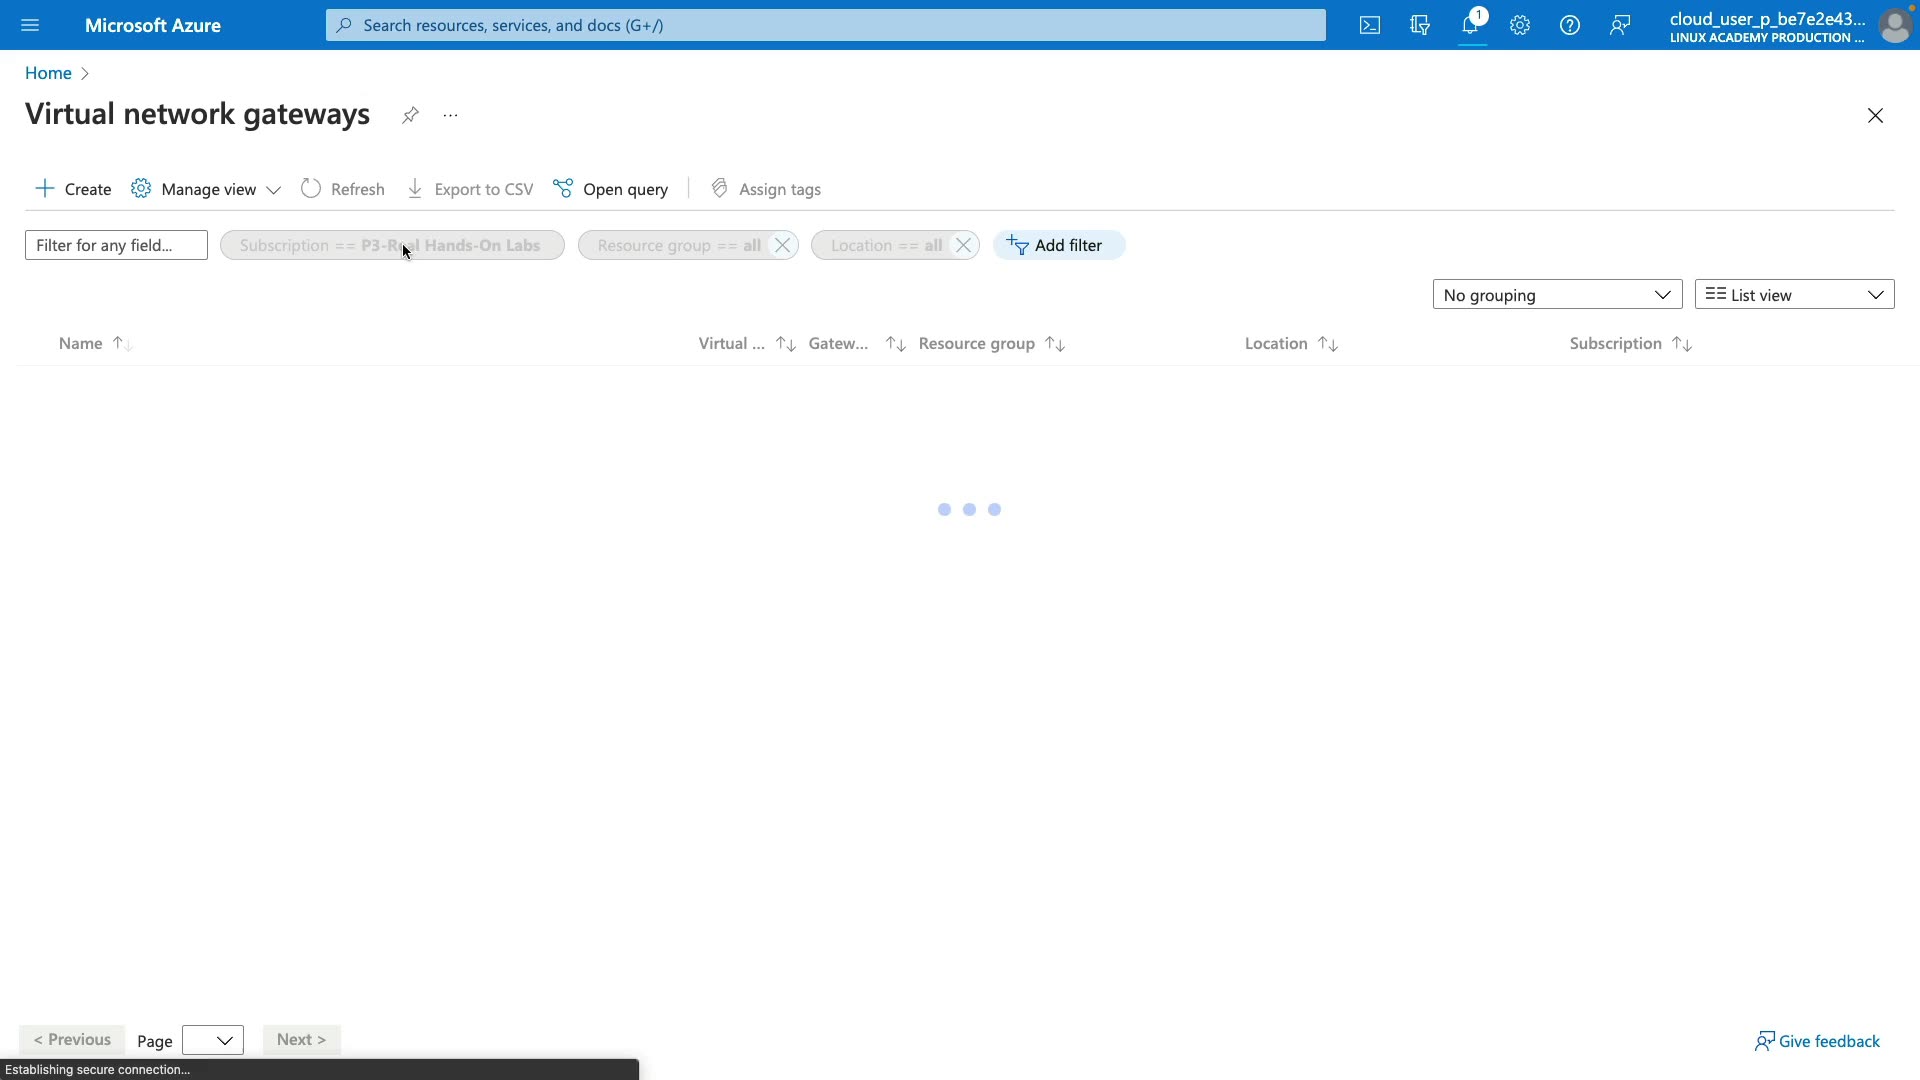 Microsoft Azure
Search resources, services, and docs (G+/)
1
cloud_user_p_be7e2e43...
LINUX ACADEMY PRODUCTION ...
Home
Virtual network gateways
...
Create
Manage view
Refresh
Export to CSV
Open query
Assign tags
Filter for any field...
Subscription == P3-Real Hands-On Labs
Resource group == all
Location == all
Add filter
No grouping
List view
Name
Virtual ...
Gatew...
Resource group
Location
Subscription
< Previous
Page
Next >
Give feedback
Establishing secure connection...